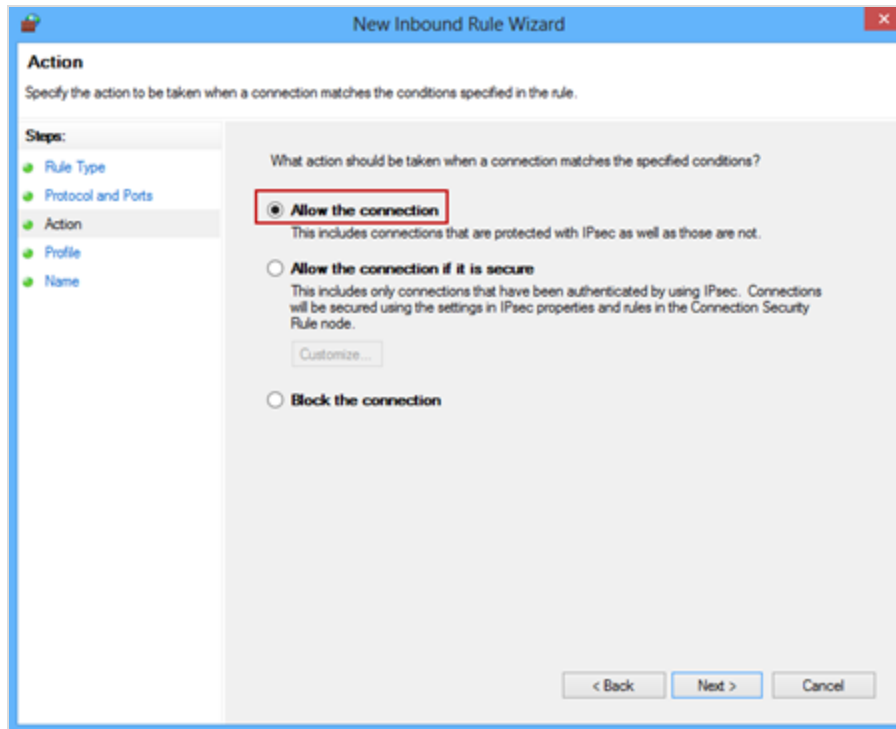 New Inbound Rule Wizard
Action
Specify the action to be taken when a connection matches the conditions specified in the rule.
Steps:
Rule Type
Protocol and Ports
Action
Profile
Name
What action should be taken when a connection matches the specified conditions?
Allow the connection
This includes connections that are protected with IPsec as well as those are not.
Allow the connection if it is secure
This includes only connections that have been authenticated by using IPsec. Connections
will be secured using the settings in IPsec properties and rules in the Connection Security
Rule node.
Customize...
Block the connection
< Back
Next >
Cancel